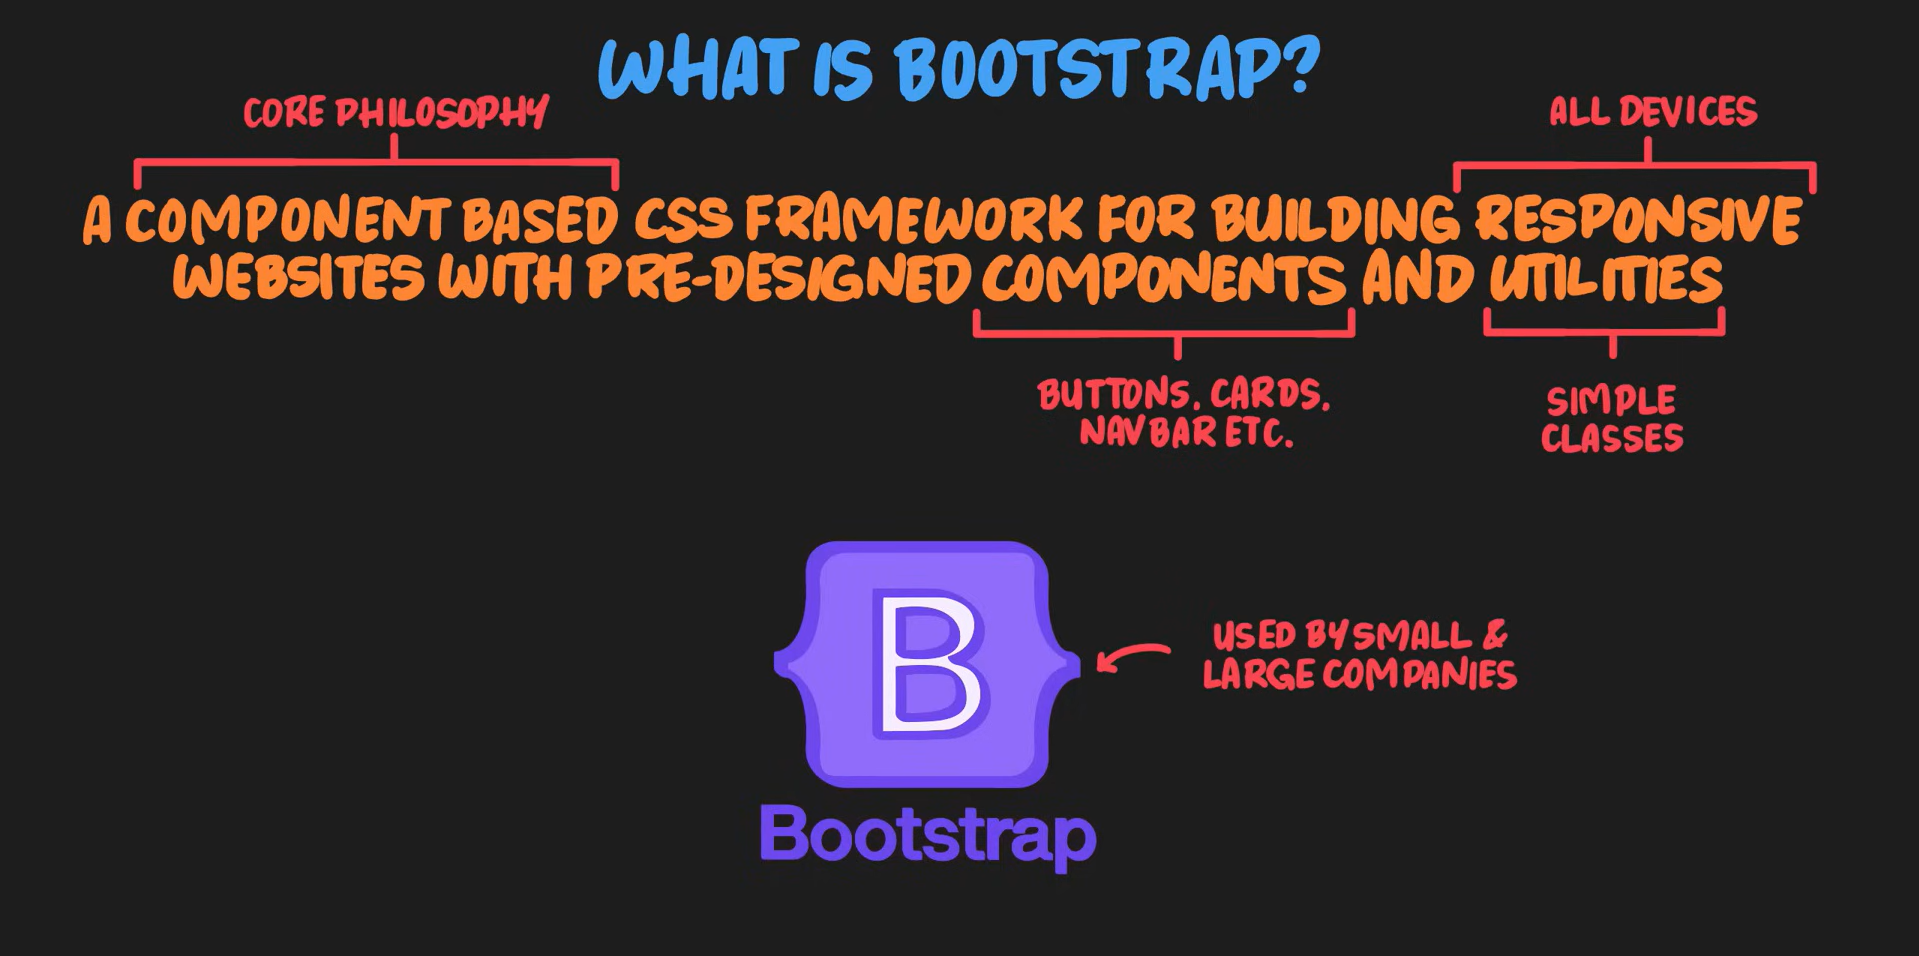 WHAT IS BOOTSTRAP?
CORE PHILOSOPHY
ALL DEVICES
A COMPONENT BASED CSS FRAMEWORK FOR BUILDING RESPONSIVE
WEBSITES WITH PRE-DESIGNED COMPONENTS AND UTILITIES
BUTTONS, CARDS,
NAVBAR ETC.
SIMPLE
CLASSES
B
USED BY SMALL &
LARGE COMPANIES
Bootstrap